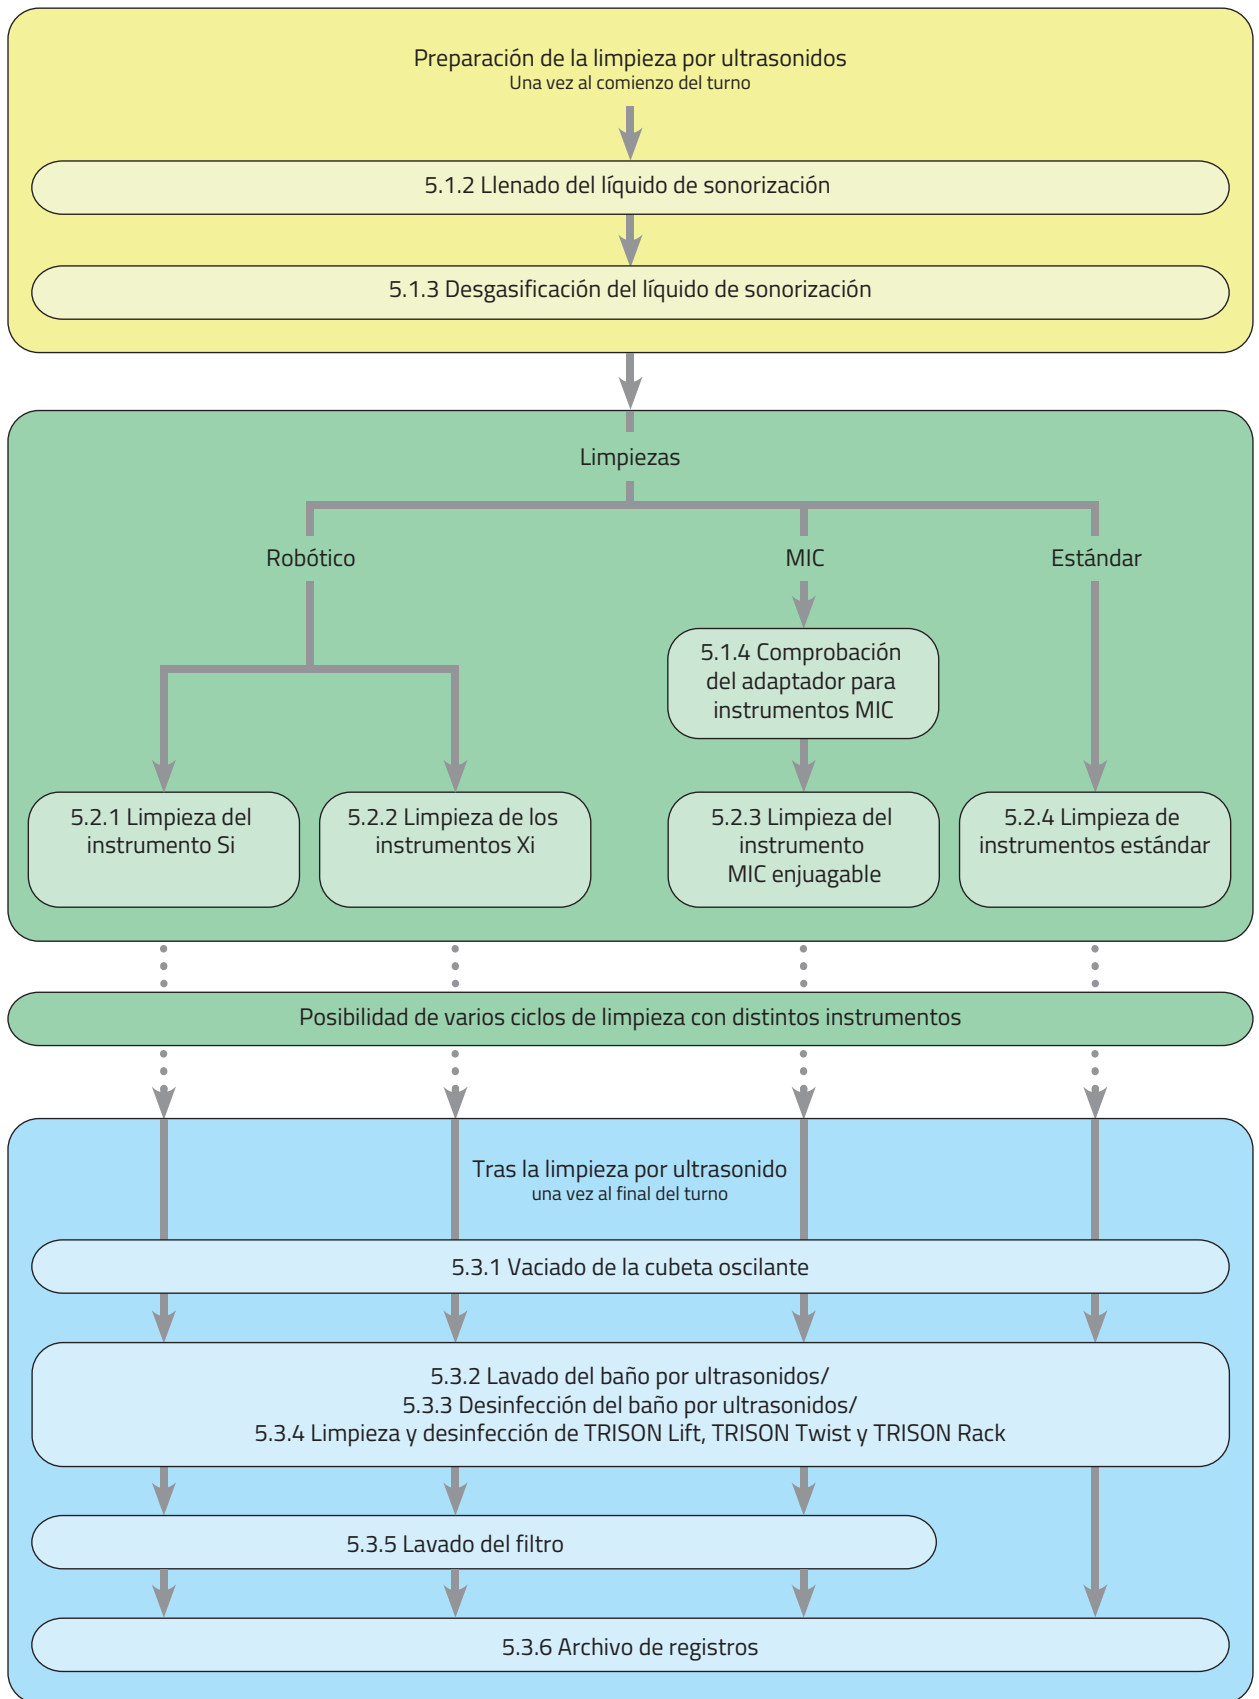 Preparación de la limpieza por ultrasonidos
Una vez al comienzo del turno
5.1.2 Llenado del líquido de sonorización
5.1.3 Desgasificación del líquido de sonorización
Limpiezas
Robótico
MIC
Estándar
5.1.4 Comprobación
del adaptador para
instrumentos MIC
5.2.1 Limpieza del
instrumento Si
5.2.2 Limpieza de los
instrumentos Xi
5.2.3 Limpieza del
instrumento
MIC enjuagable
5.2.4 Limpieza de
instrumentos estándar
Posibilidad de varios ciclos de limpieza con distintos instrumentos
Tras la limpieza por ultrasonido
una vez al final del turno
5.3.1 Vaciado de la cubeta oscilante
5.3.2 Lavado del baño por ultrasonidos/
5.3.3 Desinfección del baño por ultrasonidos/
5.3.4 Limpieza y desinfección de TRISON Lift, TRISON Twist y TRISON Rack
5.3.5 Lavado del filtro
5.3.6 Archivo de registros